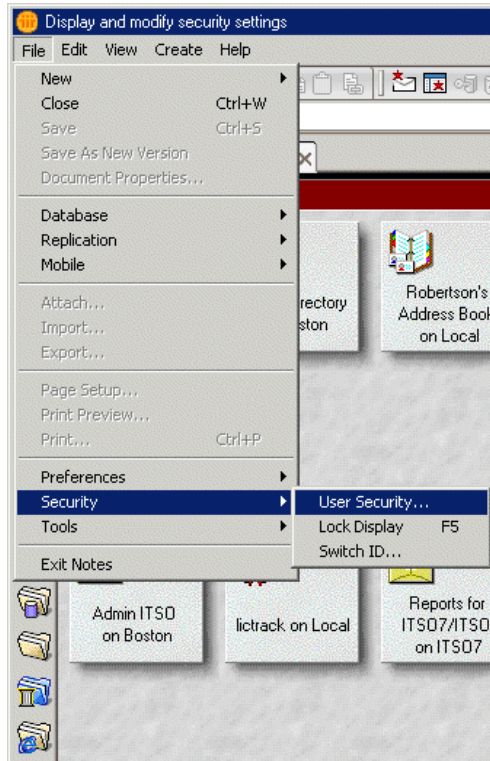 Display and modify security settings
File Edit View Create Help
New
Close Ctrl+W
Save Ctrl+S
Save As New Version
Document Properties...
Database
Replication
Mobile
Attach...
Import...
Export...
Page Setup...
Print Preview...
Print... Ctrl+P
Preferences
Security
Tools
Exit Notes
User Security...
Lock Display F5
Switch ID...
rectory
ston
Robertson's
Address Book
on Local
Admin ITSO
on Boston
lictrack on Local
Reports for
ITSO7/ITSO
on ITSO7